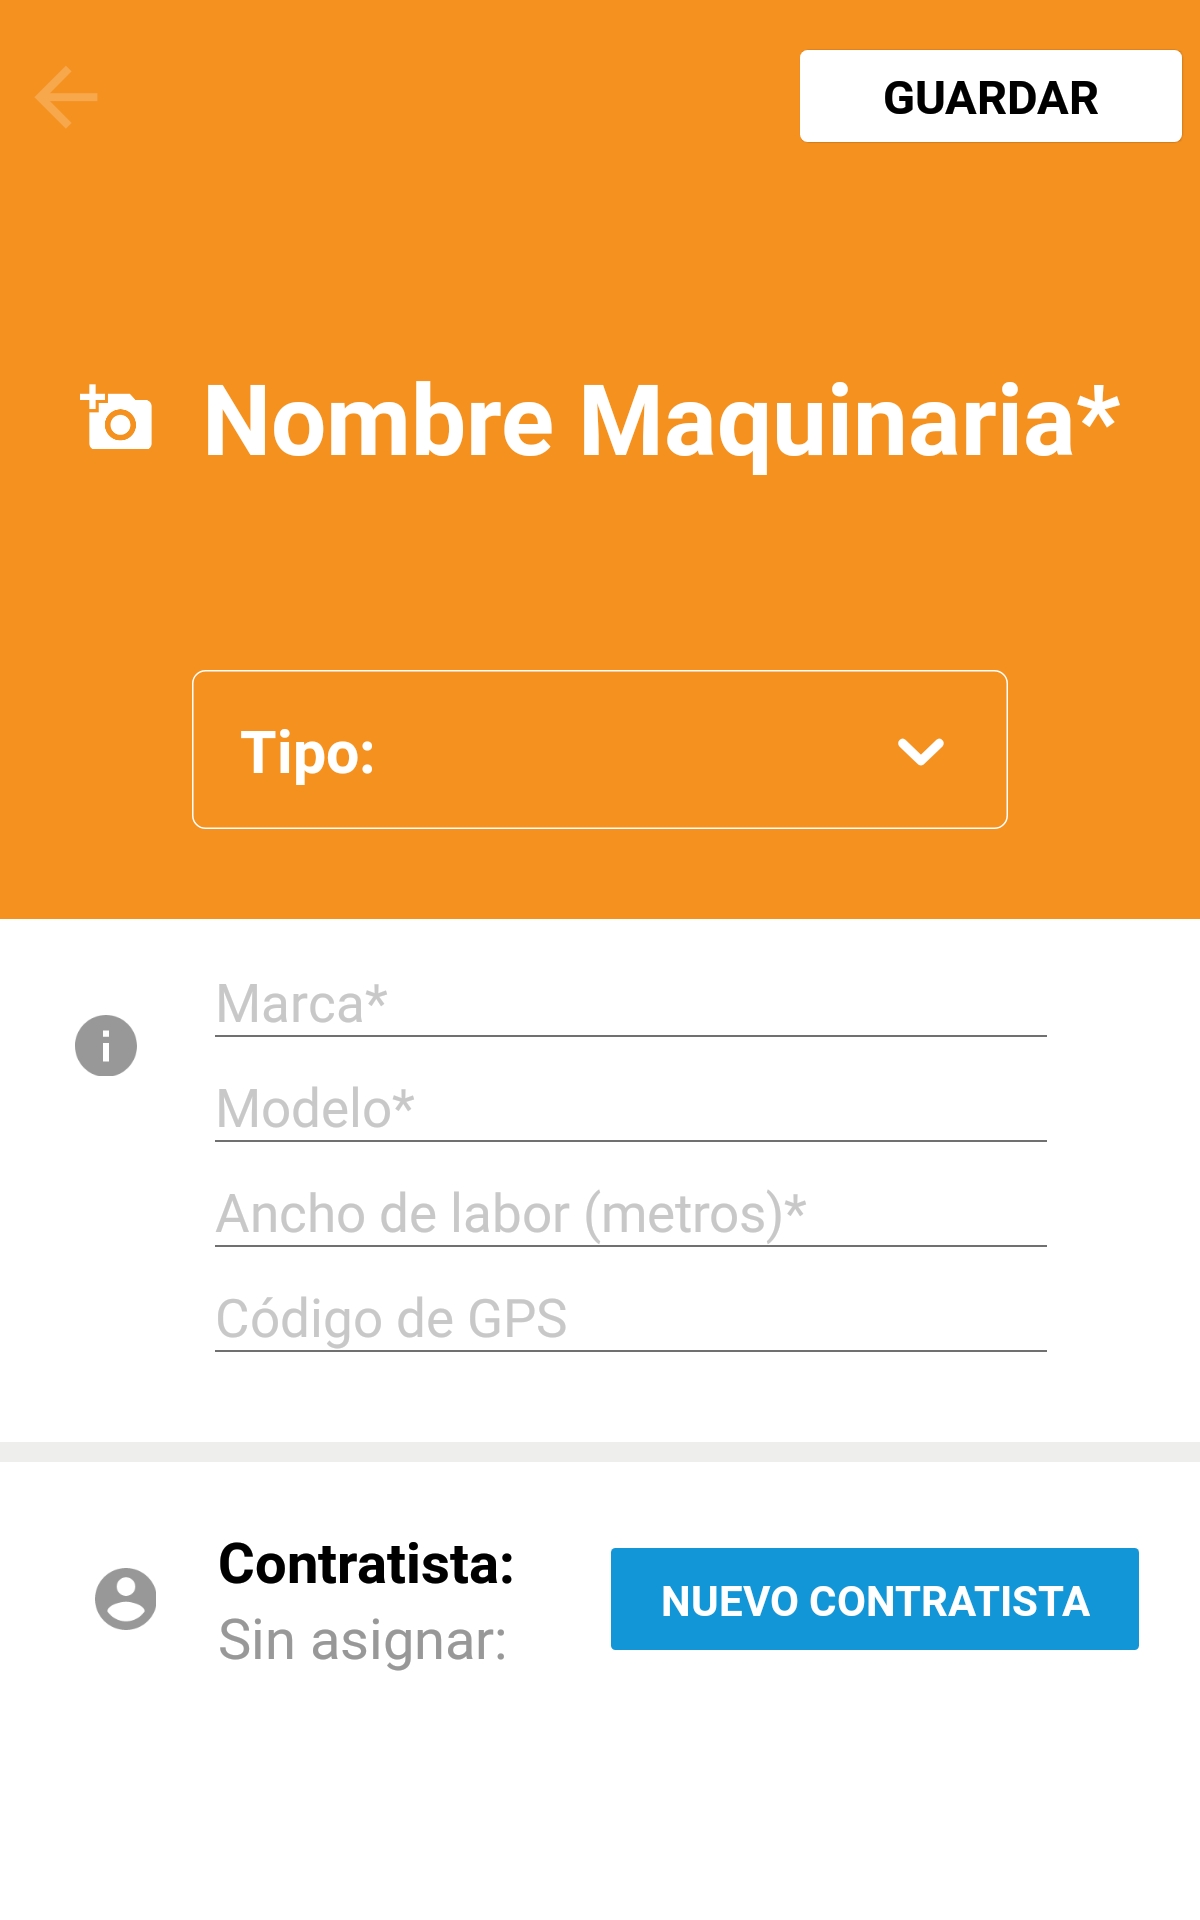 GUARDAR
Nombre Maquinaria*
Tipo:
Marca*
Modelo*
Ancho de labor (metros)*
Código de GPS
Contratista:
NUEVO CONTRATISTA
Sin asignar: